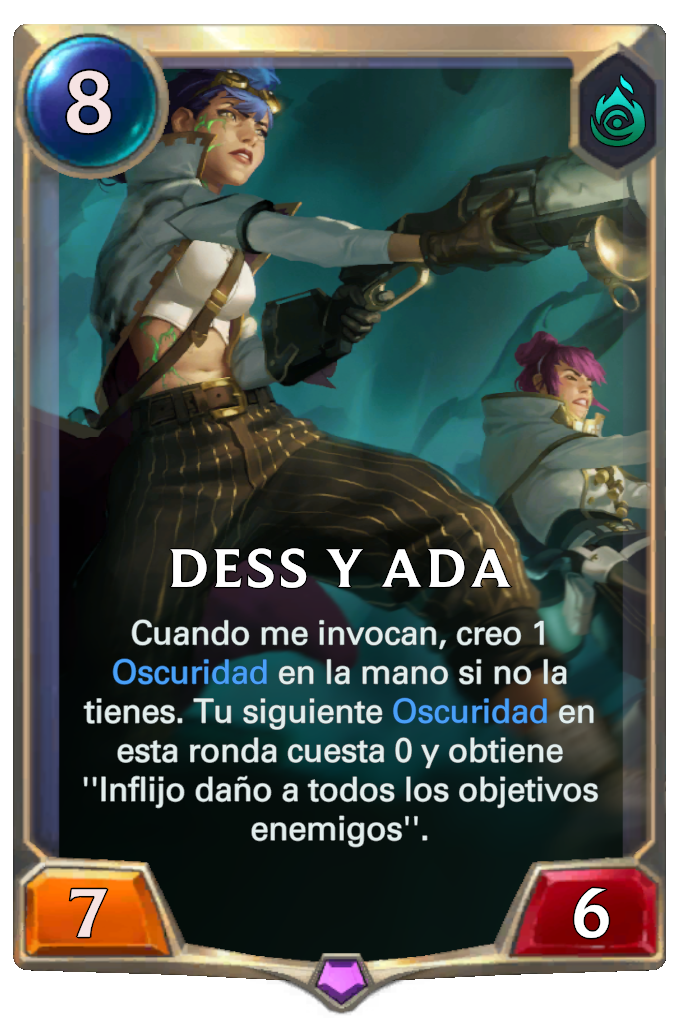 8
DESS Y ADA
Cuando me invocan, creo 1
Oscuridad en la mano si no la
tienes. Tu siguiente Oscuridad en
esta ronda cuesta 0 y obtiene
''Inflijo daño a todos los objetivos
enemigos''.
7
6